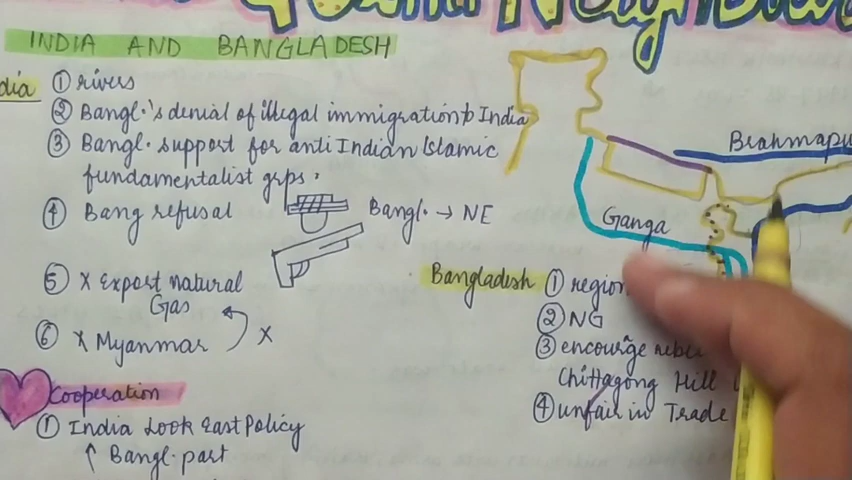 INDIA AND BANGLADESH
dia ① rivers
② Bangl.'s denial of illegal immigration to India
③ Bangl. support for anti Indian Islamic
fundamentalist grps.
④ Bang refusal
Bangl. → NE
⑤ X Export natural
Gas
⑥ X Myanmar
X
Cooperation
① India Look East Policy
↑ Bangl. part
Brahmapu
Ganga
Bangladesh ① region
② NG
③ encourage rebe
Chittagong Hill
④ unfair in Trade